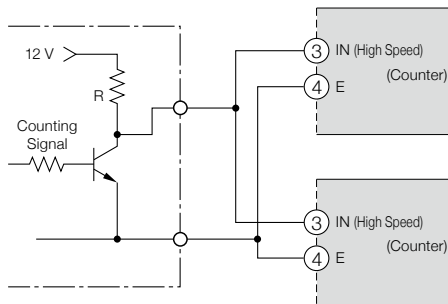 12 V
R
Counting
Signal
3 IN (High Speed)
(Counter)
4 E
3 IN (High Speed)
(Counter)
4 E